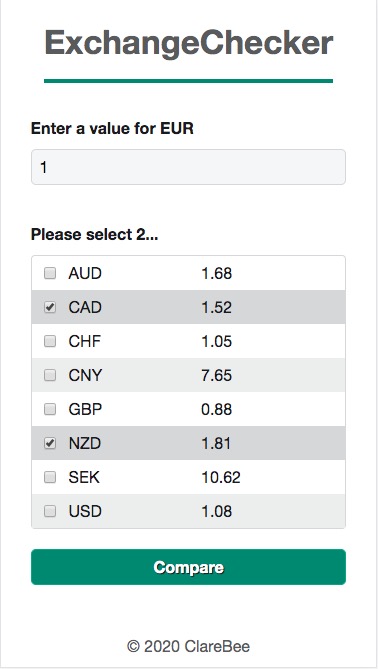 ExchangeChecker
Enter a value for EUR
1
Please select 2...
AUD 1.68
CAD 1.52
CHF 1.05
CNY 7.65
GBP 0.88
NZD 1.81
SEK 10.62
USD 1.08
Compare
© 2020 ClareBee